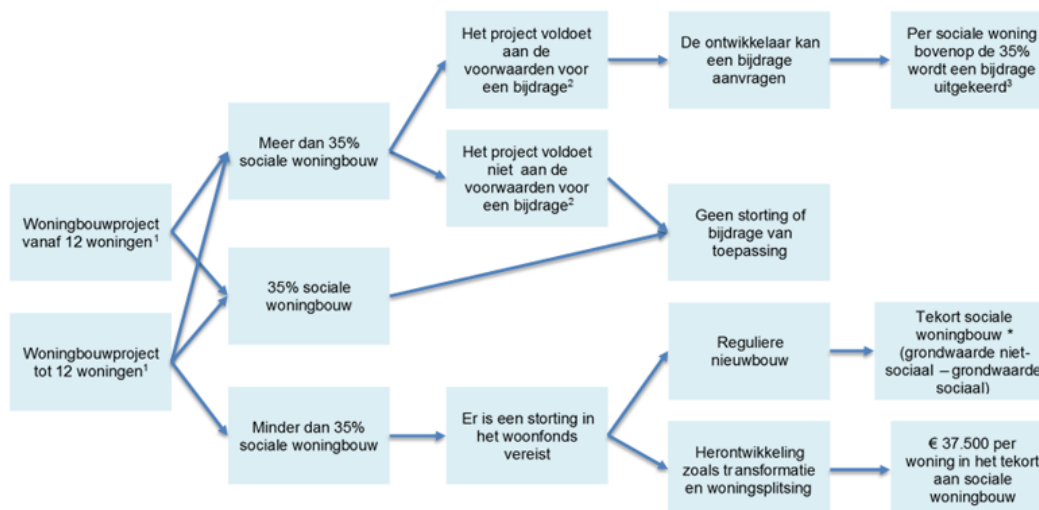 Het project voldoet
aan de
voorwaarden voor
een bijdrage²
De ontwikkelaar kan
een bijdrage
aanvragen
Per sociale woning
bovenop de 35%
wordt een bijdrage
uitgekeerd³
Meer dan 35%
sociale woningbouw
Het project voldoet
niet aan de
voorwaarden voor
een bijdrage²
Woningbouwproject
vanaf 12 woningen¹
Geen storting of
bijdrage van
toepassing
35% sociale
woningbouw
Woningbouwproject
tot 12 woningen¹
Reguliere
nieuwbouw
Tekort sociale
woningbouw *
(grondwaarde niet-
sociaal – grondwaarde
sociaal)
Minder dan 35%
sociale woningbouw
Er is een storting in
het woonfonds
vereist
Herontwikkeling
zoals transformatie
en woningsplitsing
€ 37.500 per
woning in het tekort
aan sociale
woningbouw